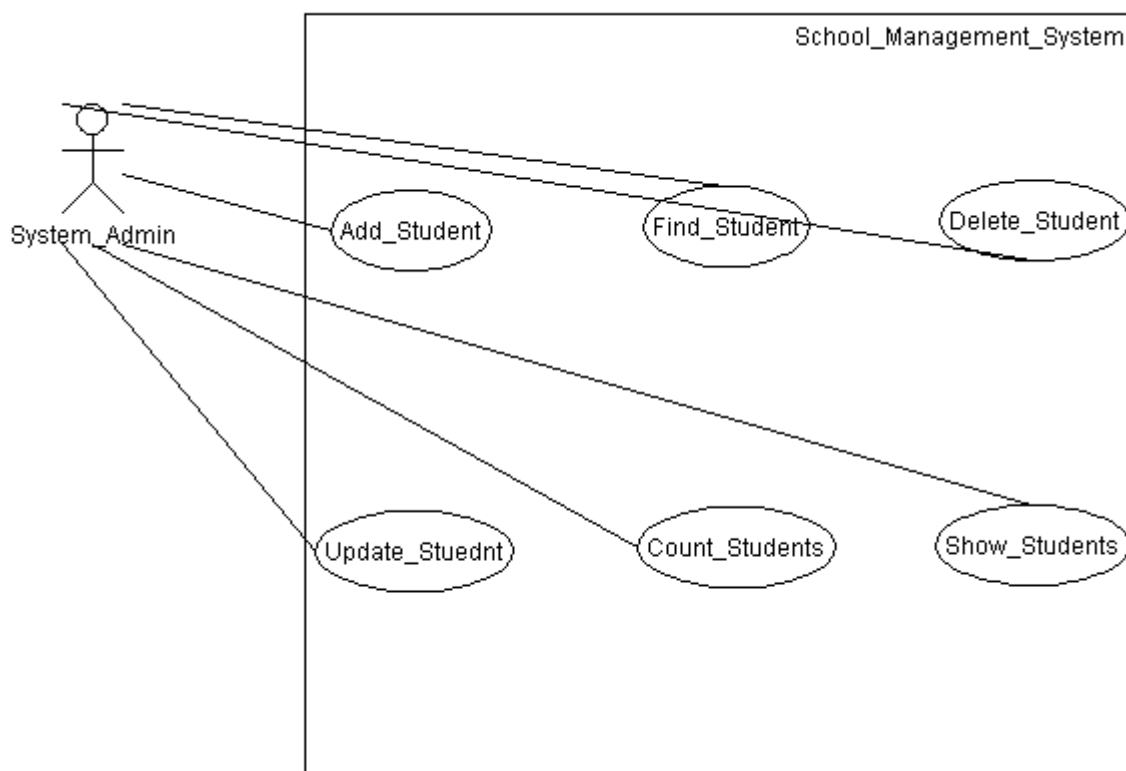 School_Management_System
System_Admin
Add_Student
Find_Student
Delete_Student
Update_Stuednt
Count_Students
Show_Students